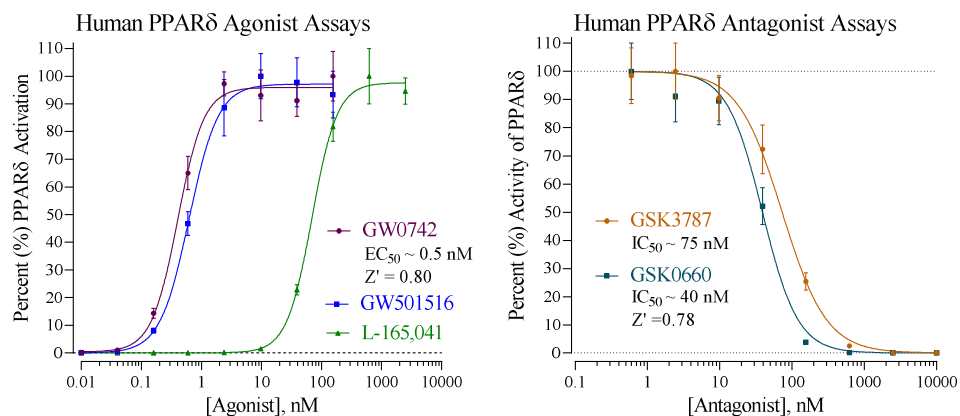 Human PPARδ Agonist Assays
Percent (%) PPARδ Activation
110
100
90
80
70
60
50
40
30
20
10
0
GW0742
EC50 ~ 0.5 nM
Z' = 0.80
GW501516
L-165,041
0.01 0.1 1 10 100 1000 10000
[Agonist], nM
Human PPARδ Antagonist Assays
Percent (%) Activity of PPARδ
110
100
90
80
70
60
50
40
30
20
10
0
GSK3787
IC50 ~ 75 nM
GSK0660
IC50 ~ 40 nM
Z' =0.78
0.1 1 10 100 1000 10000
[Antagonist], nM